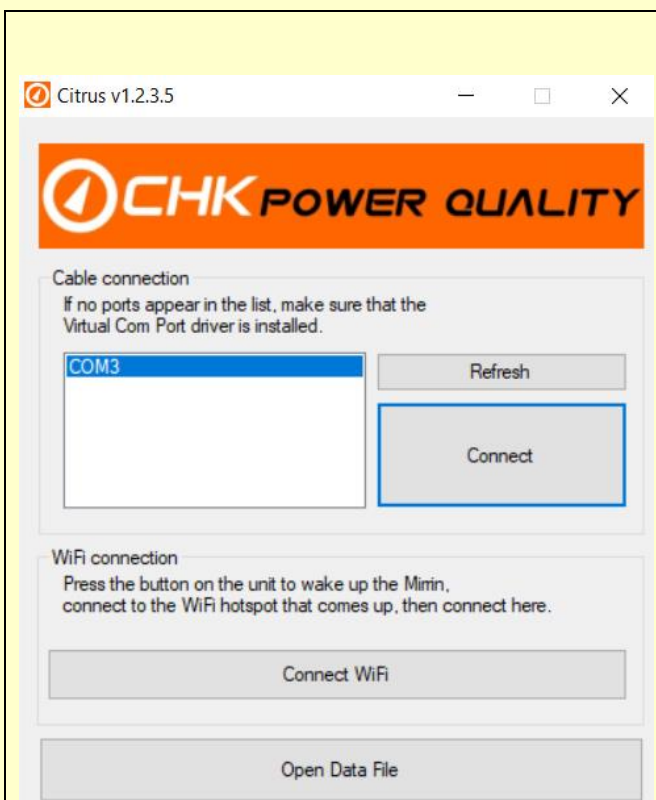 Citrus v1.2.3.5
CHK POWER QUALITY
Cable connection
If no ports appear in the list, make sure that the
Virtual Com Port driver is installed.
COM3
Refresh
Connect
WiFi connection
Press the button on the unit to wake up the Mirrin,
connect to the WiFi hotspot that comes up, then connect here.
Connect WiFi
Open Data File